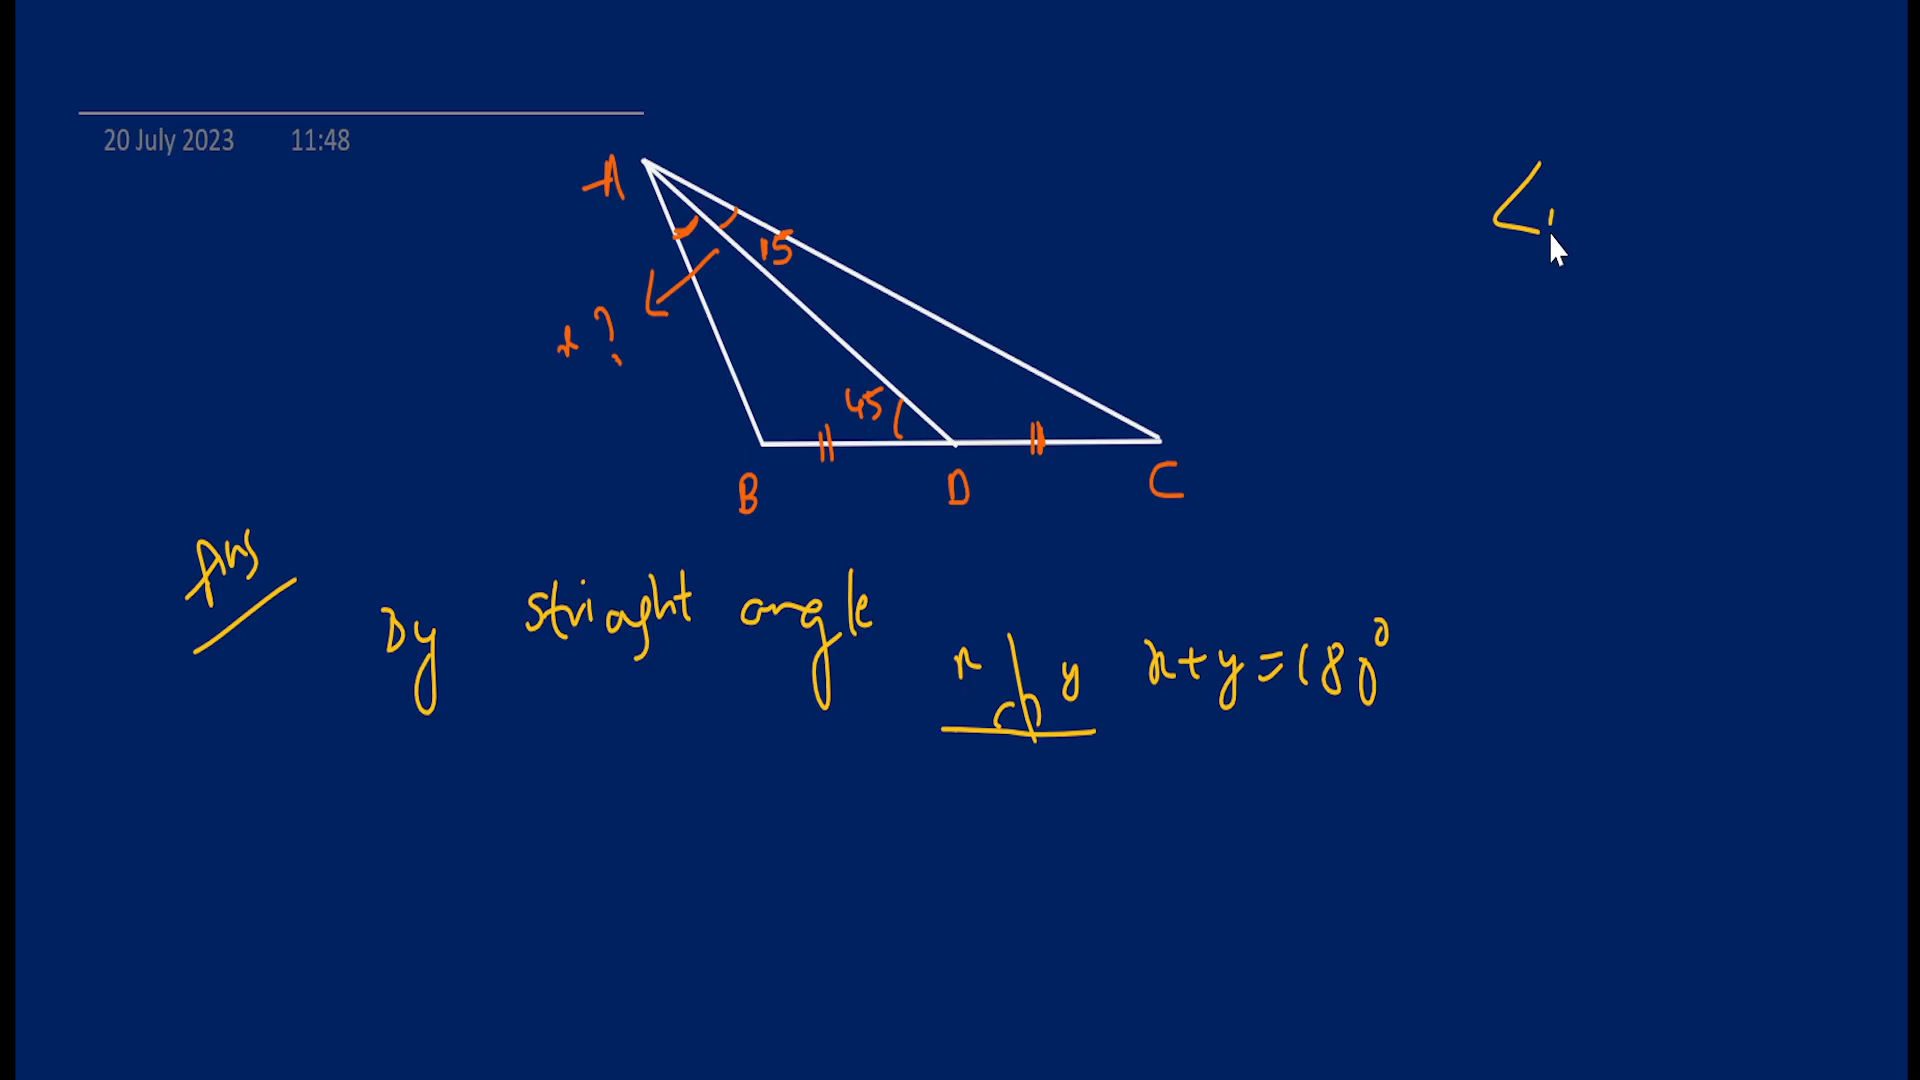 20 July 2023 11:48
A
15
x ?
45
B D C
Ans
By striaght angle
x y x+y=180°